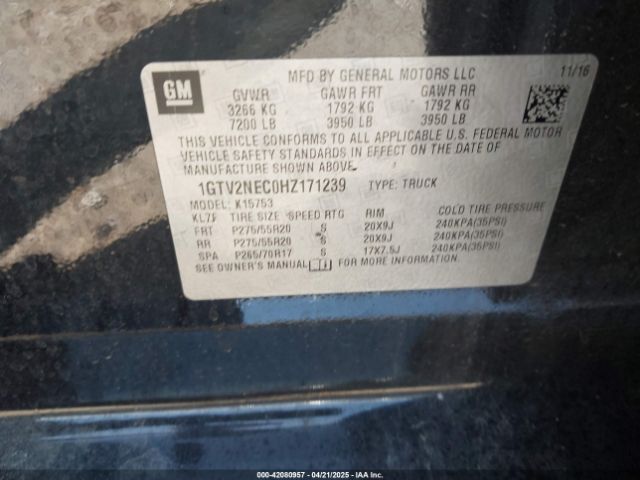 GM
MFD BY GENERAL MOTORS LLC 11/16
GVWR GAWR FRT GAWR RR
3266 KG 1792 KG 1792 KG
7200 LB 3950 LB 3950 LB
THIS VEHICLE CONFORMS TO ALL APPLICABLE U.S. FEDERAL MOTOR
VEHICLE SAFETY STANDARDS IN EFFECT ON THE DATE OF
MANUFACTURE SHOWN ABOVE.
1GTV2NEC0HZ171239 TYPE: TRUCK
MODEL: K15753
KL7F TIRE SIZE SPEED RTG RIM COLD TIRE PRESSURE
FRT P275/55R20 S 20X9J 240KPA(35PSI)
RR P275/55R20 S 20X9J 240KPA(35PSI)
SPA P265/70R17 S 17X7.5J 240KPA(35PSI)
SEE OWNER'S MANUAL FOR MORE INFORMATION.
000-42080957 - 04/21/2025 - IAAI.COM